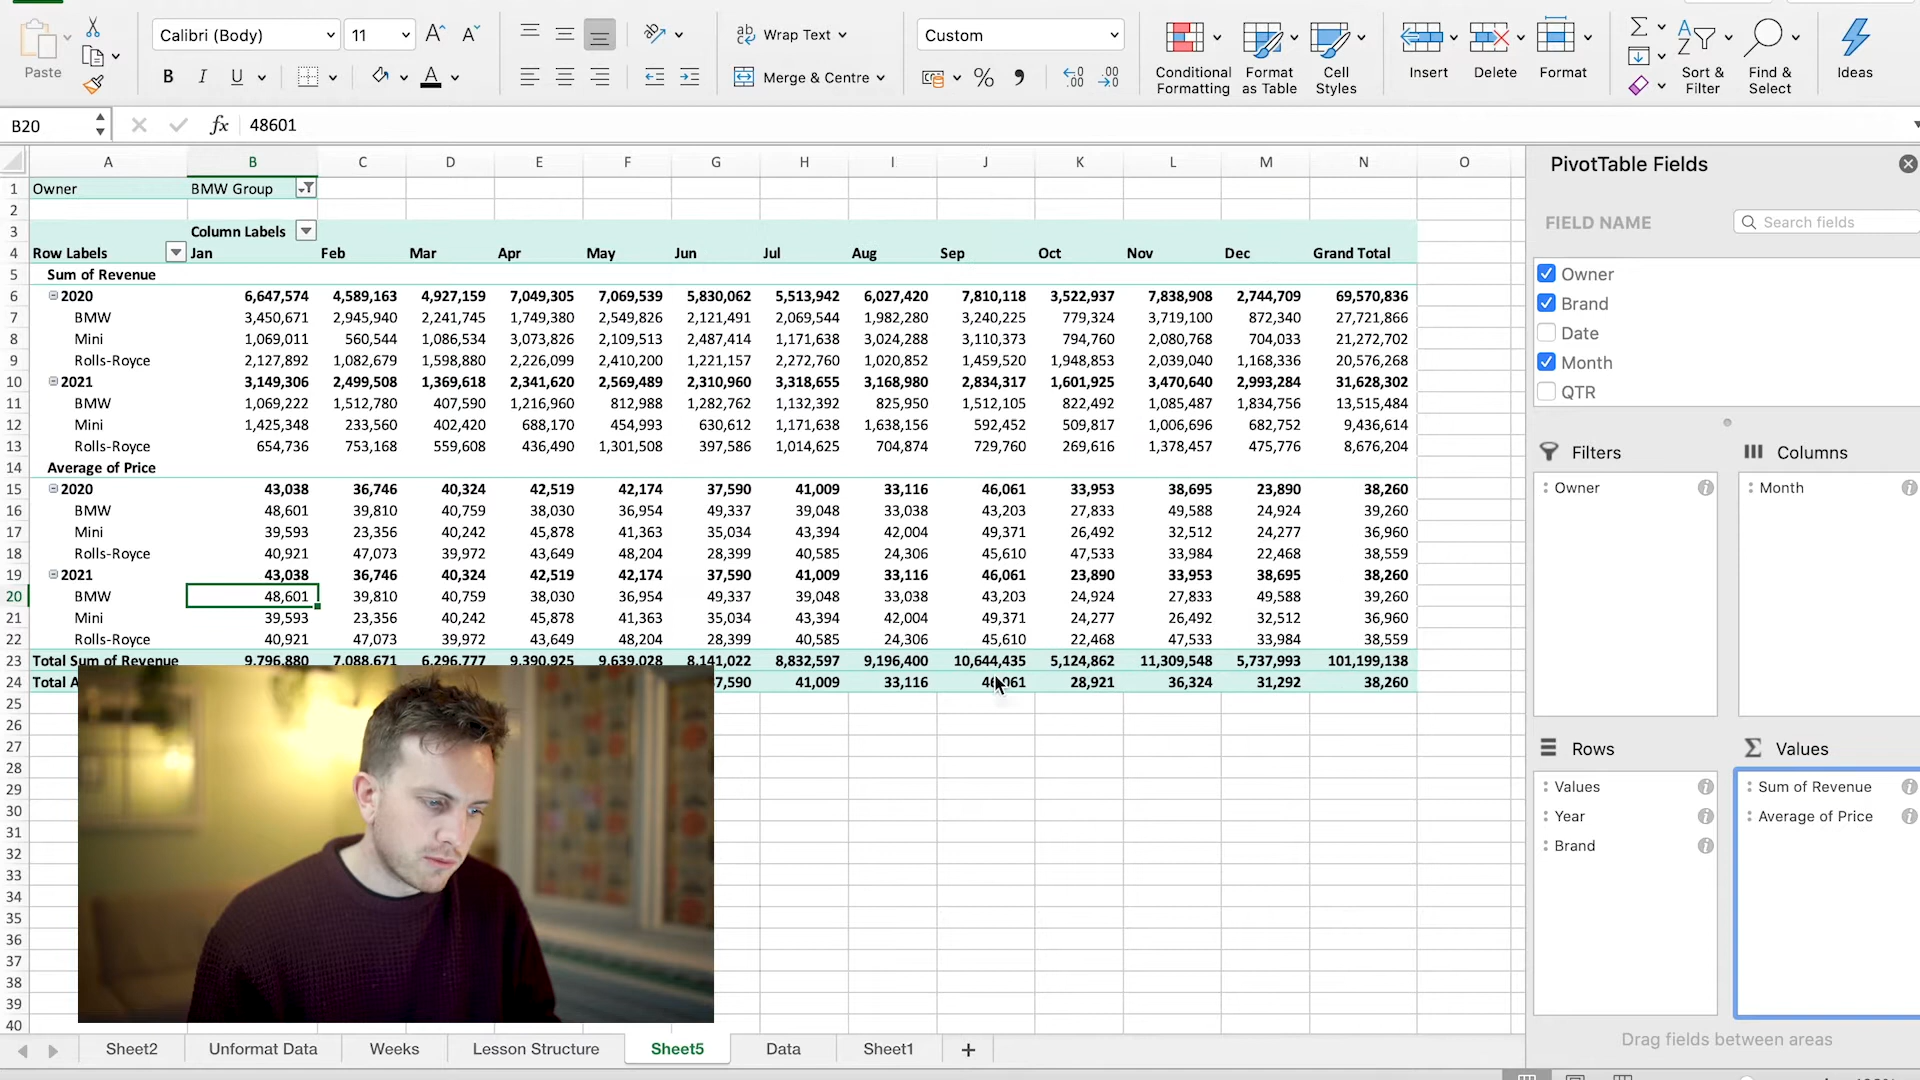 Calibri (Body) 11 Wrap Text Custom
Paste B I U A Merge & Centre % Conditional Formatting Format as Table Cell Styles Insert Delete Format Sort & Filter Find & Select Ideas
B20 fx 48601
A B C D E F G H I J K L M N O
1 Owner BMW Group
2
3 Column Labels
4 Row Labels Jan Feb Mar Apr May Jun Jul Aug Sep Oct Nov Dec Grand Total
5 Sum of Revenue
6 2020 6,647,574 4,589,163 4,927,159 7,049,305 7,069,539 5,830,062 5,513,942 6,027,420 7,810,118 3,522,937 7,838,908 2,744,709 69,570,836
7 BMW 3,450,671 2,945,940 2,241,745 1,749,380 2,549,826 2,121,491 2,069,544 1,982,280 3,240,225 779,324 3,719,100 872,340 27,721,866
8 Mini 1,069,011 560,544 1,086,534 3,073,826 2,109,513 2,487,414 1,171,638 3,024,288 3,110,373 794,760 2,080,768 704,033 21,272,702
9 Rolls-Royce 2,127,892 1,082,679 1,598,880 2,226,099 2,410,200 1,221,157 2,272,760 1,020,852 1,459,520 1,948,853 2,039,040 1,168,336 20,576,268
10 2021 3,149,306 2,499,508 1,369,618 2,341,620 2,569,489 2,310,960 3,318,655 3,168,980 2,834,317 1,601,925 3,470,640 2,993,284 31,628,302
11 BMW 1,069,222 1,512,780 407,590 1,216,960 812,988 1,282,762 1,132,392 825,950 1,512,105 822,492 1,085,487 1,834,756 13,515,484
12 Mini 1,425,348 233,560 402,420 688,170 454,993 630,612 1,171,638 1,638,156 592,452 509,817 1,006,696 682,752 9,436,614
13 Rolls-Royce 654,736 753,168 559,608 436,490 1,301,508 397,586 1,014,625 704,874 729,760 269,616 1,378,457 475,776 8,676,204
14 Average of Price
15 2020 43,038 36,746 40,324 42,519 42,174 37,590 41,009 33,116 46,061 33,953 38,695 23,890 38,260
16 BMW 48,601 39,810 40,759 38,030 36,954 49,337 39,048 33,038 43,203 27,833 49,588 24,924 39,260
17 Mini 39,593 23,356 40,242 45,878 41,363 35,034 43,394 42,004 49,371 26,492 32,512 24,277 36,960
18 Rolls-Royce 40,921 47,073 39,972 43,649 48,204 28,399 40,585 24,306 45,610 47,533 33,984 22,468 38,559
19 2021 43,038 36,746 40,324 42,519 42,174 37,590 41,009 33,116 46,061 23,890 33,953 38,695 38,260
20 BMW 48,601 39,810 40,759 38,030 36,954 49,337 39,048 33,038 43,203 24,924 27,833 49,588 39,260
21 Mini 39,593 23,356 40,242 45,878 41,363 35,034 43,394 42,004 49,371 24,277 26,492 32,512 36,960
22 Rolls-Royce 40,921 47,073 39,972 43,649 48,204 28,399 40,585 24,306 45,610 22,468 47,533 33,984 38,559
23 Total Sum of Revenue 9,796,880 7,088,671 6,296,777 9,390,925 9,639,028 8,141,022 8,832,597 9,196,400 10,644,435 5,124,862 11,309,548 5,737,993 101,199,138
24 Total A 7,590 41,009 33,116 46,061 28,921 36,324 31,292 38,260
25
26
27
28
29
30
31
32
33
34
35
36
37
38
39
40
PivotTable Fields
FIELD NAME Search fields
Owner
Brand
Date
Month
QTR
Filters Columns
Owner Month
Rows Values
Values Sum of Revenue
Year Average of Price
Brand
Drag fields between areas
Sheet2 Unformat Data Weeks Lesson Structure Sheet5 Data Sheet1 +